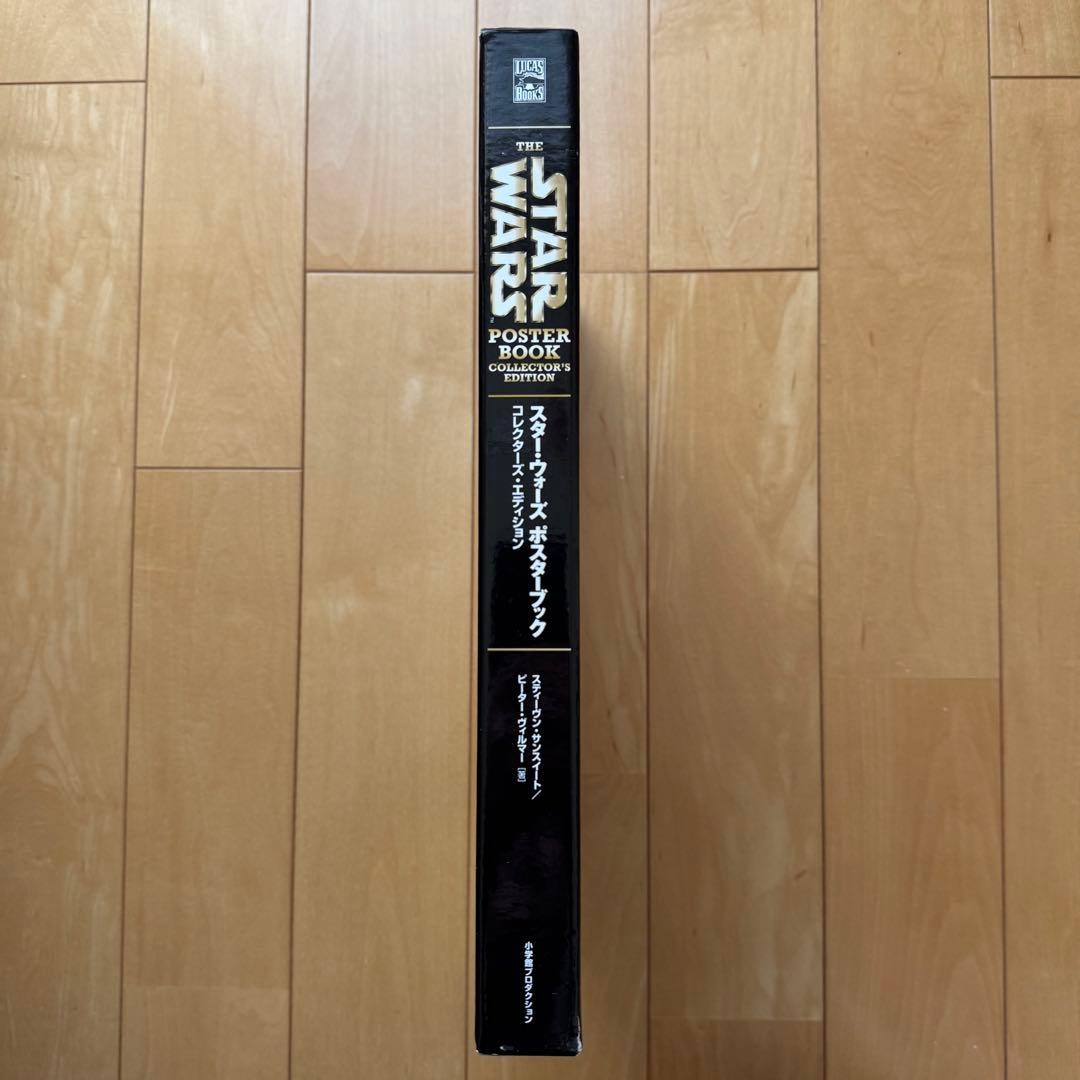 LUCAS
BOOKS
THE
STAR
WARS
POSTER
BOOK
COLLECTOR'S
EDITION
スター・ウォーズ ポスターブック
コレクターズ・エディション
スティーヴン・サンスイート/
ピーター・ヴィルマー [著]
小学館プロダクション